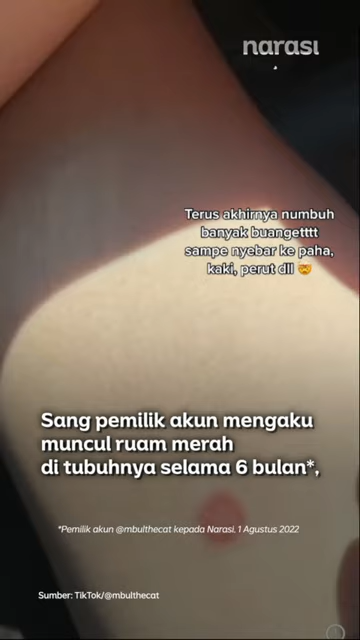 narasi
Terus akhirnya numbuh
banyak buangetttt
sampe nyebar ke paha,
kaki, perut dll 🤯
Sang pemilik akun mengaku
muncul ruam merah
di tubuhnya selama 6 bulan*,
*Pemilik akun @mbulthecat kepada Narasi, 1 Agustus 2022
Sumber: TikTok/@mbulthecat